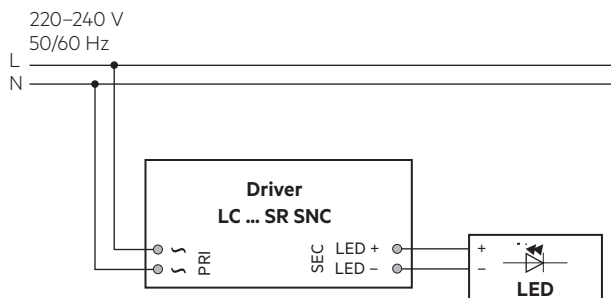 220–240 V
50/60 Hz
L
N
Driver
LC ... SR SNC
~ PRI SEC LED + +
~ LED – –
LED